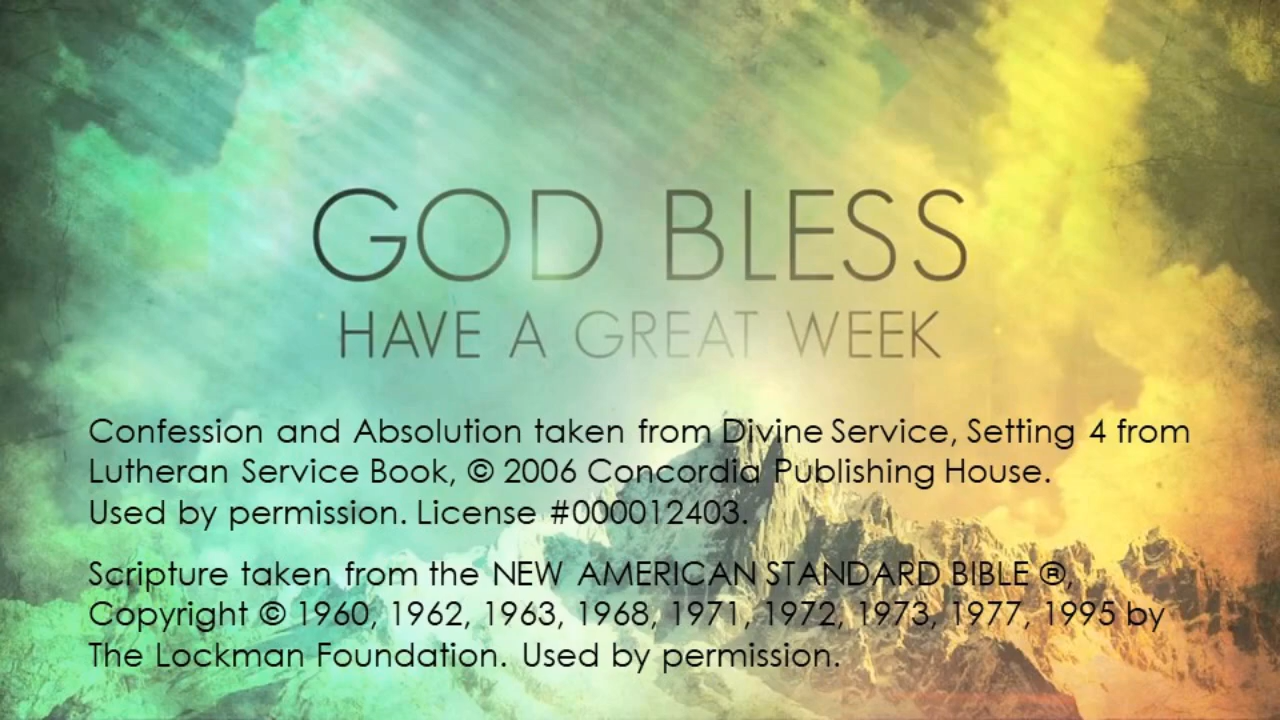 GOD BLESS
HAVE A GREAT WEEK
Confession and Absolution taken from Divine Service, Setting 4 from
Lutheran Service Book, © 2006 Concordia Publishing House.
Used by permission. License #000012403.
Scripture taken from the NEW AMERICAN STANDARD BIBLE ®,
Copyright © 1960, 1962, 1963, 1968, 1971, 1972, 1973, 1977, 1995 by
The Lockman Foundation. Used by permission.